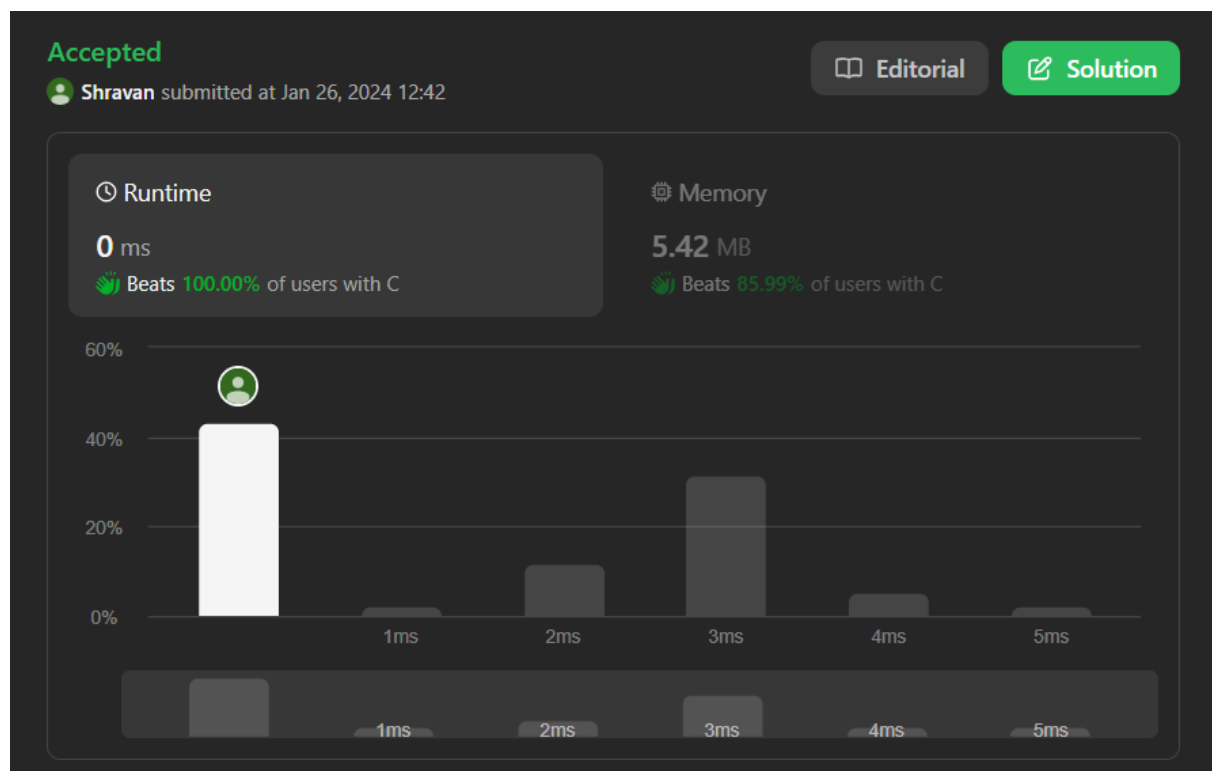 Accepted
Editorial
Solution
Shravan submitted at Jan 26, 2024 12:42
Runtime
0 ms
Beats 100.00% of users with C
Memory
5.42 MB
Beats 85.99% of users with C
60%
40%
20%
0%
1ms 2ms 3ms 4ms 5ms
1ms 2ms 3ms 4ms 5ms